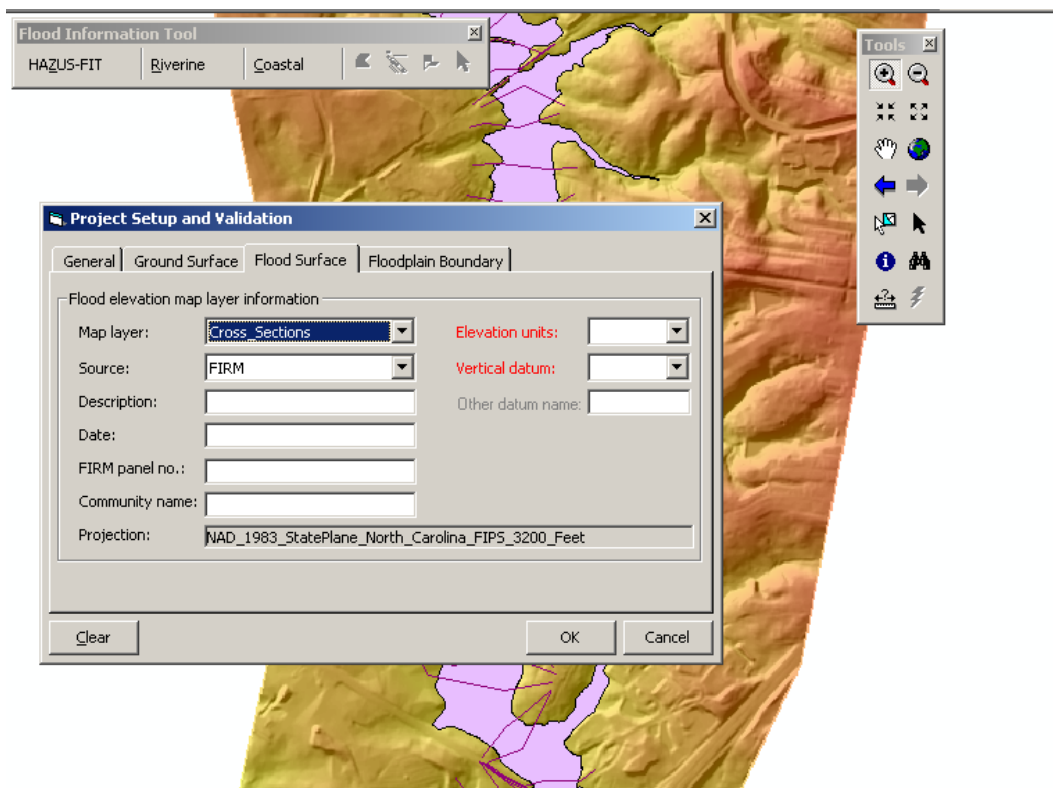 Flood Information Tool
HAZUS-FIT Riverine Coastal
Tools
Project Setup and Validation
General Ground Surface Flood Surface Floodplain Boundary
Flood elevation map layer information
Map layer: Cross_Sections Elevation units:
Source: FIRM Vertical datum:
Description: Other datum name:
Date:
FIRM panel no.:
Community name:
Projection: NAD_1983_StatePlane_North_Carolina_FIPS_3200_Feet
Clear OK Cancel